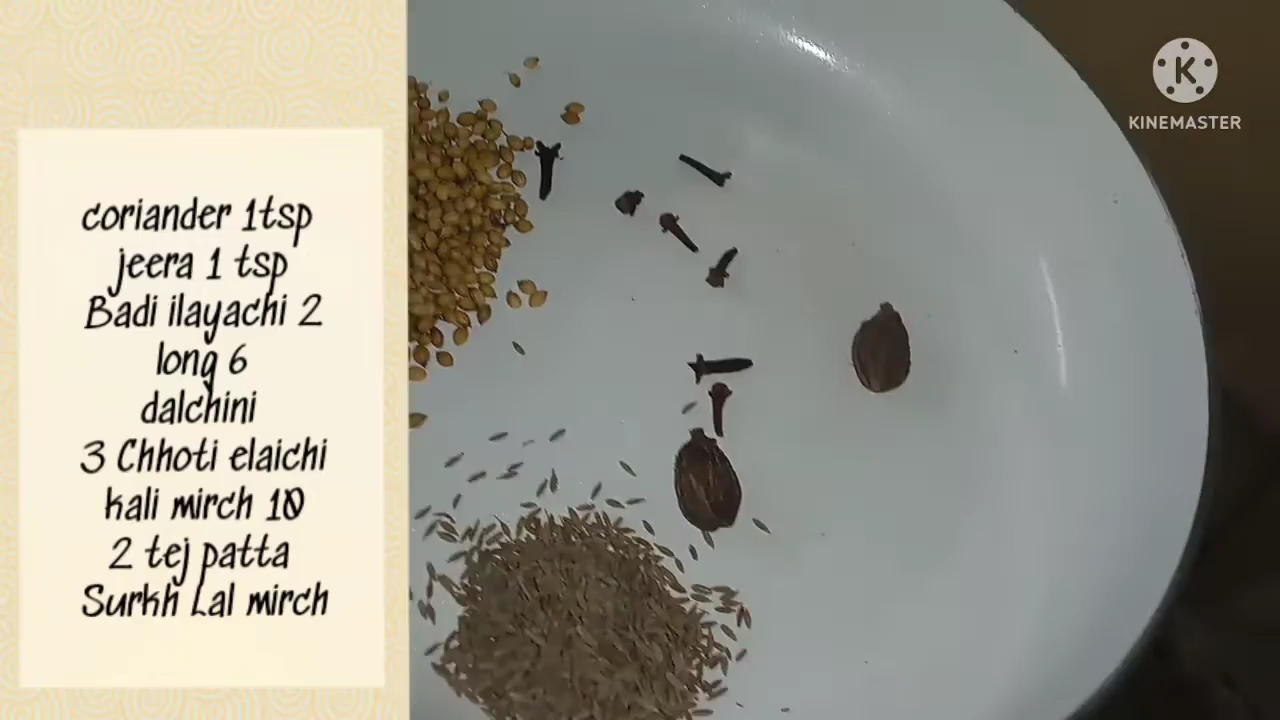 coriander 1tsp
jeera 1 tsp
Badi ilayachi 2
long 6
dalchini
3 Chhoti elaichi
kali mirch 10
2 tej patta
Surkh Lal mirch
K
KINEMASTER